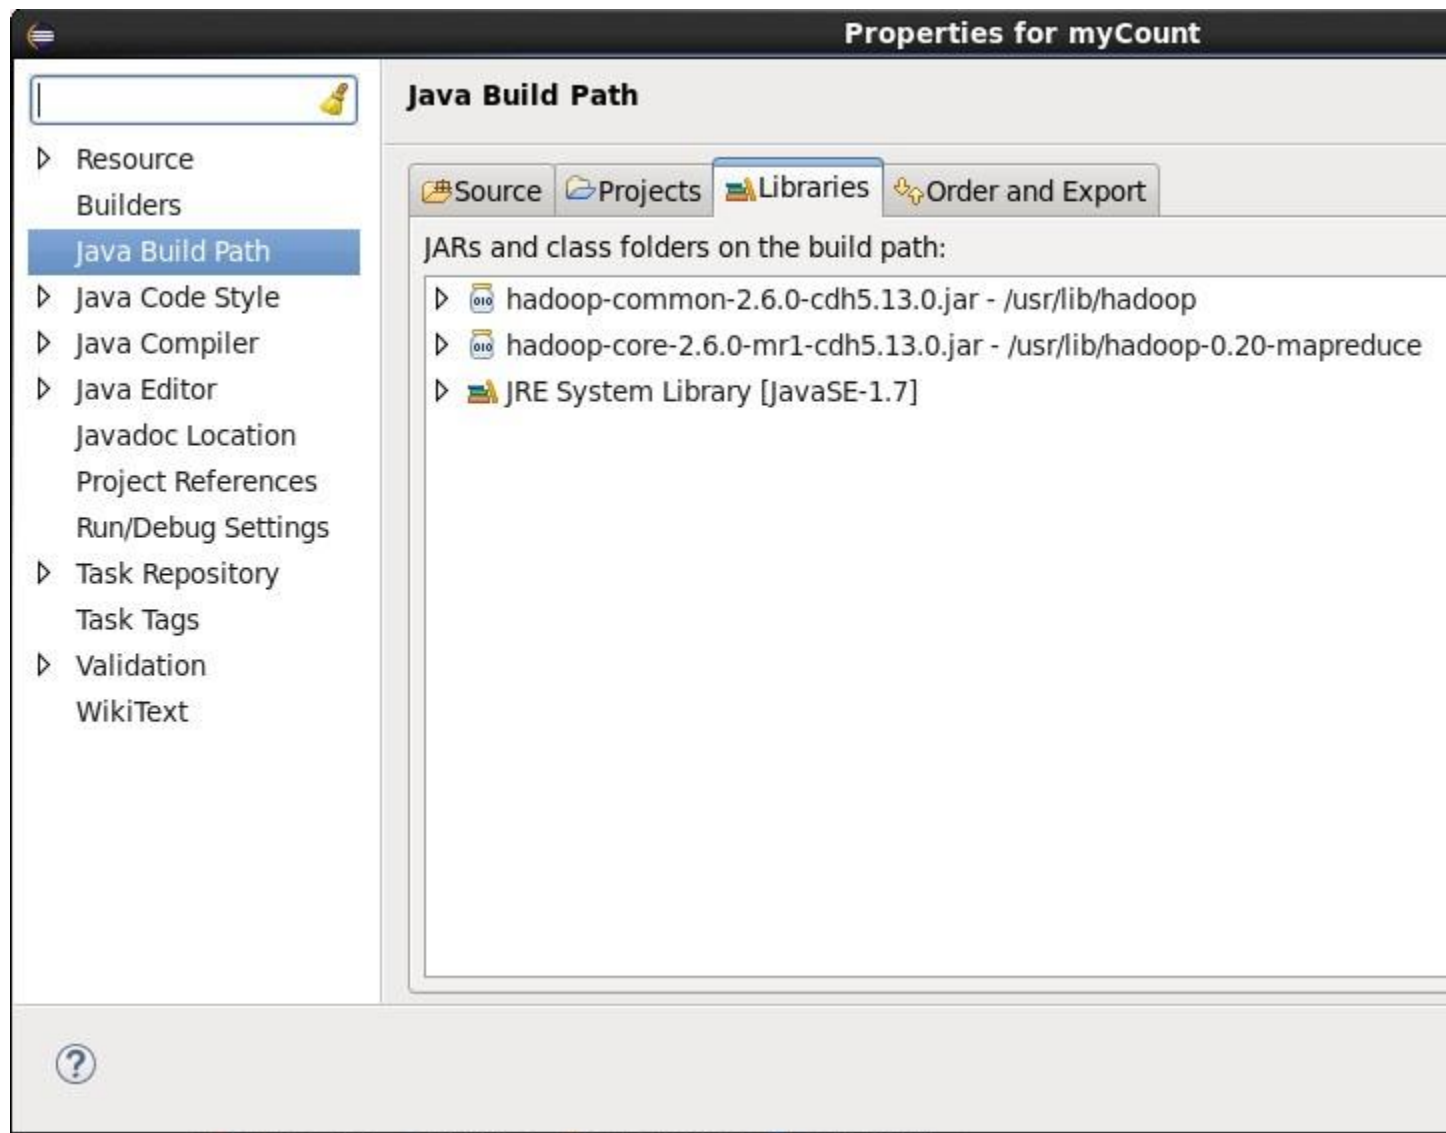 Properties for myCount
Java Build Path
Resource
Builders
Java Build Path
Java Code Style
Java Compiler
Java Editor
Javadoc Location
Project References
Run/Debug Settings
Task Repository
Task Tags
Validation
WikiText
Source Projects Libraries Order and Export
JARs and class folders on the build path:
hadoop-common-2.6.0-cdh5.13.0.jar - /usr/lib/hadoop
hadoop-core-2.6.0-mr1-cdh5.13.0.jar - /usr/lib/hadoop-0.20-mapreduce
JRE System Library [JavaSE-1.7]